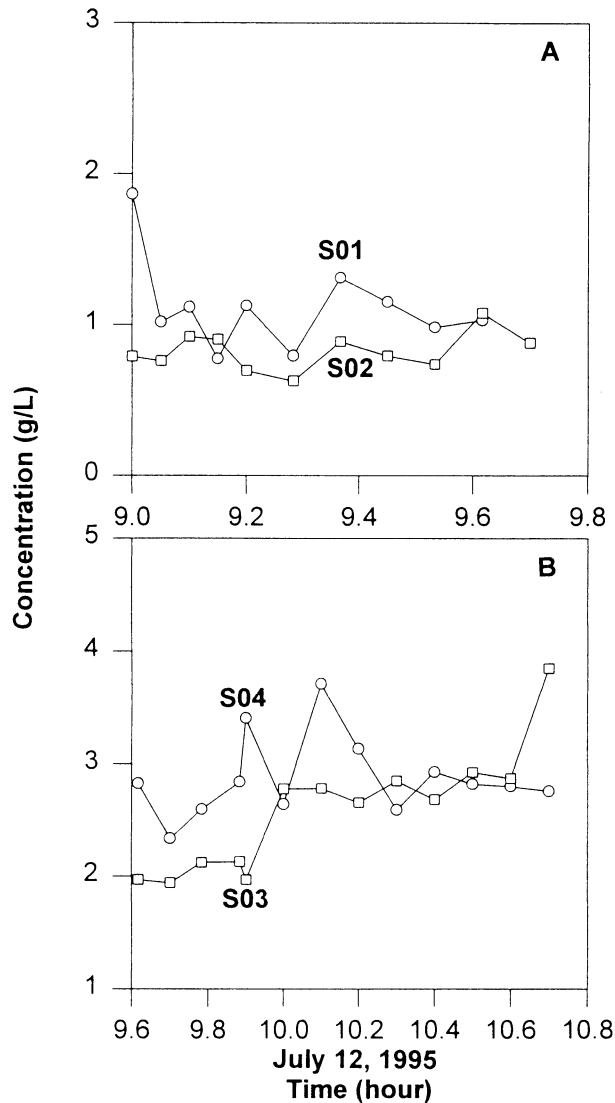 3
A
2
S01
1
S02
0
9.0 9.2 9.4 9.6 9.8
Concentration (g/L)
5
B
4
S04
3
2
S03
1
9.6 9.8 10.0 10.2 10.4 10.6 10.8
July 12, 1995
Time (hour)